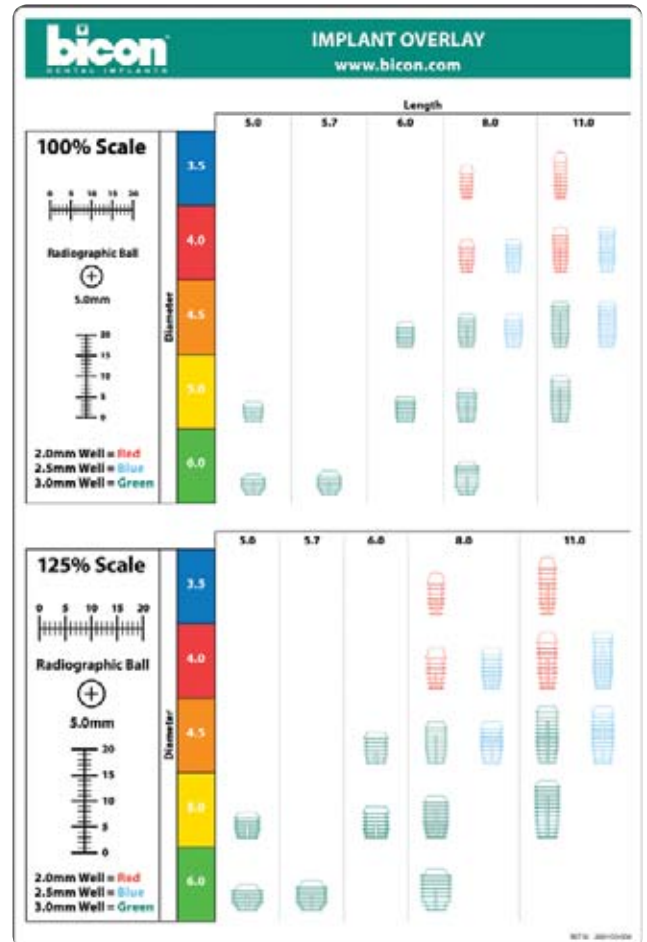 bicon
DENTAL IMPLANTS
IMPLANT OVERLAY
www.bicon.com
Length
5.0 5.7 6.0 8.0 11.0
100% Scale
0 5 10 15 20
Radiographic Ball
5.0mm
20
15
10
5
0
2.0mm Well = Red
2.5mm Well = Blue
3.0mm Well = Green
Diameter
3.5
4.0
4.5
5.0
6.0
5.0 5.7 6.0 8.0 11.0
125% Scale
0 5 10 15 20
Radiographic Ball
5.0mm
20
15
10
5
0
2.0mm Well = Red
2.5mm Well = Blue
3.0mm Well = Green
Diameter
3.5
4.0
4.5
5.0
6.0